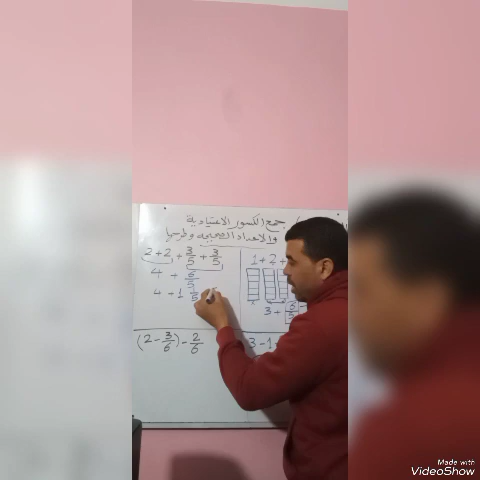 جمع الكسور الاعتيادية
والأعداد الصحيحة وطرحها
2 + 2 + 3/5 + 3/5
4 + 6/5
4 + 1 1/5
1 + 2 +
3 +
(2 - 3/6) - 2/6
3 - 1 -
Made with
VideoShow